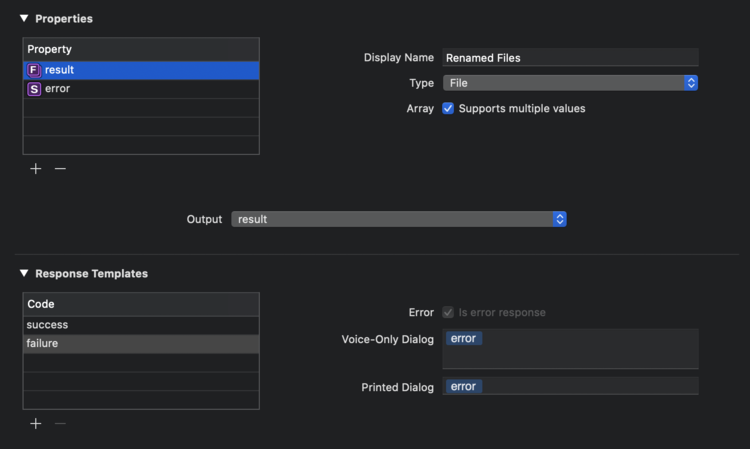 Properties
Property
F result
S error
Display Name Renamed Files
Type File
Array Supports multiple values
Output result
Response Templates
Code
success
failure
Error Is error response
Voice-Only Dialog error
Printed Dialog error